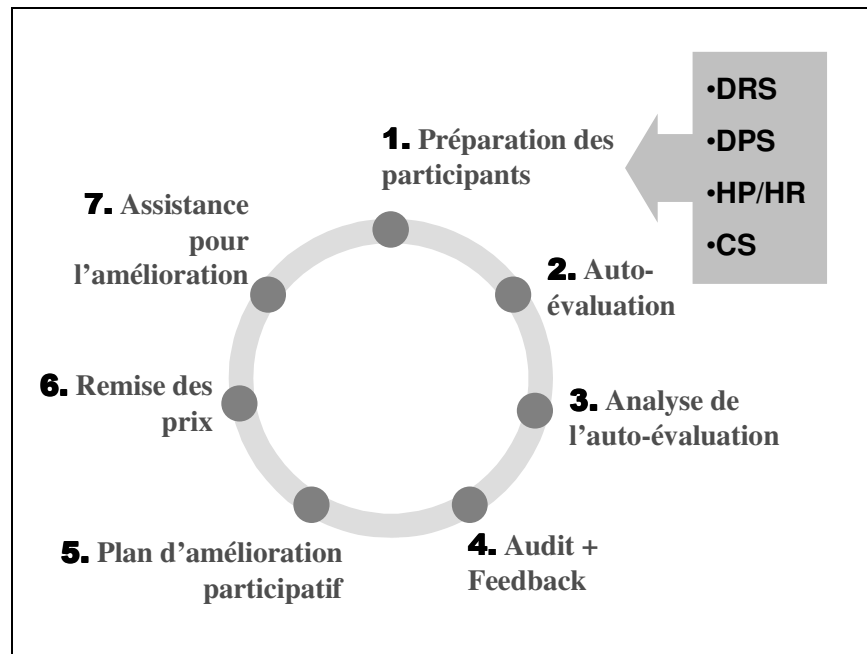 •DRS
•DPS
•HP/HR
•CS
1. Préparation des
participants
2. Auto-
évaluation
3. Analyse de
l’auto-évaluation
4. Audit +
Feedback
5. Plan d’amélioration
participatif
6. Remise des
prix
7. Assistance
pour
l’amélioration